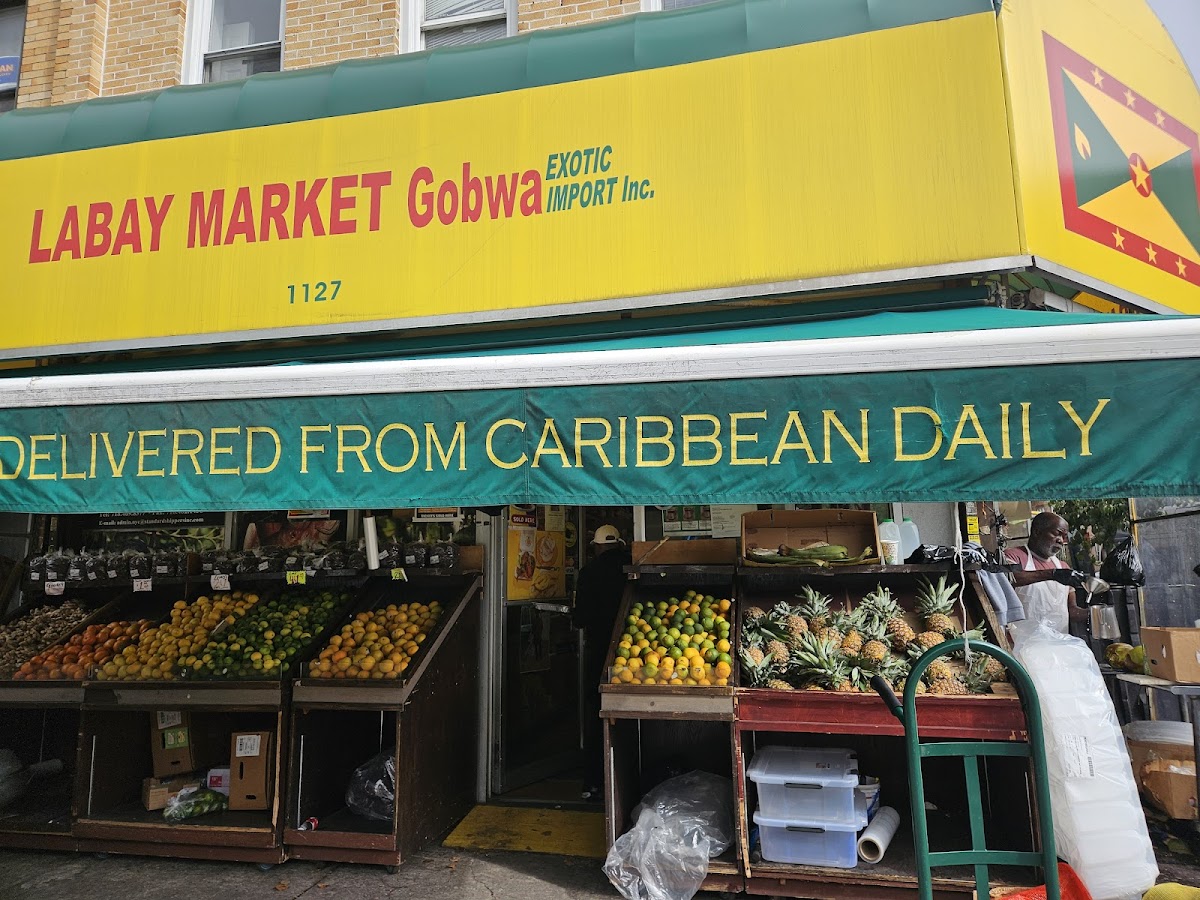 LABAY MARKET Gobwa EXOTIC
IMPORT Inc.
1127
DELIVERED FROM CARIBBEAN DAILY